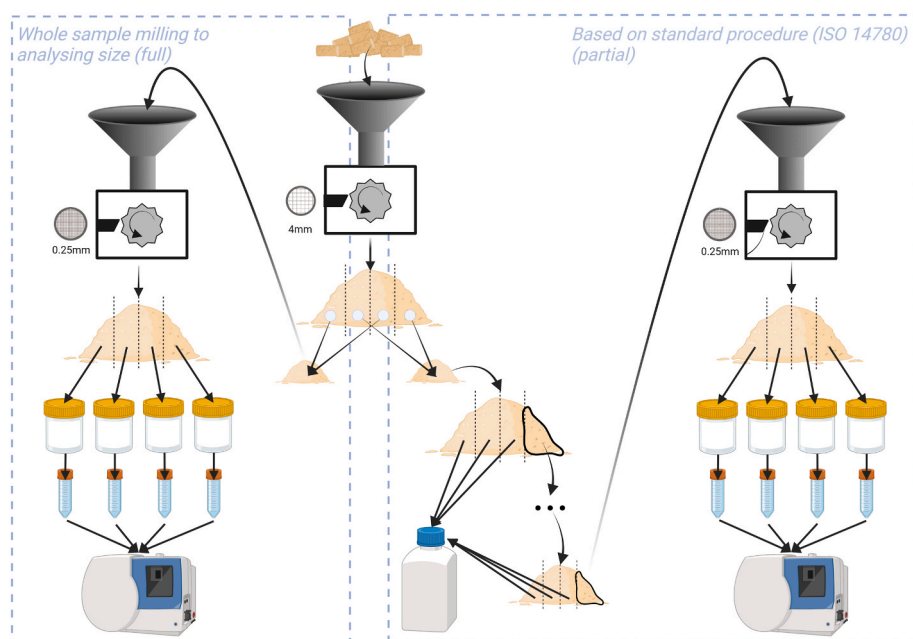 Whole sample milling to
analysing size (full)
Based on standard procedure (ISO 14780)
(partial)
0.25mm
4mm
0.25mm
...